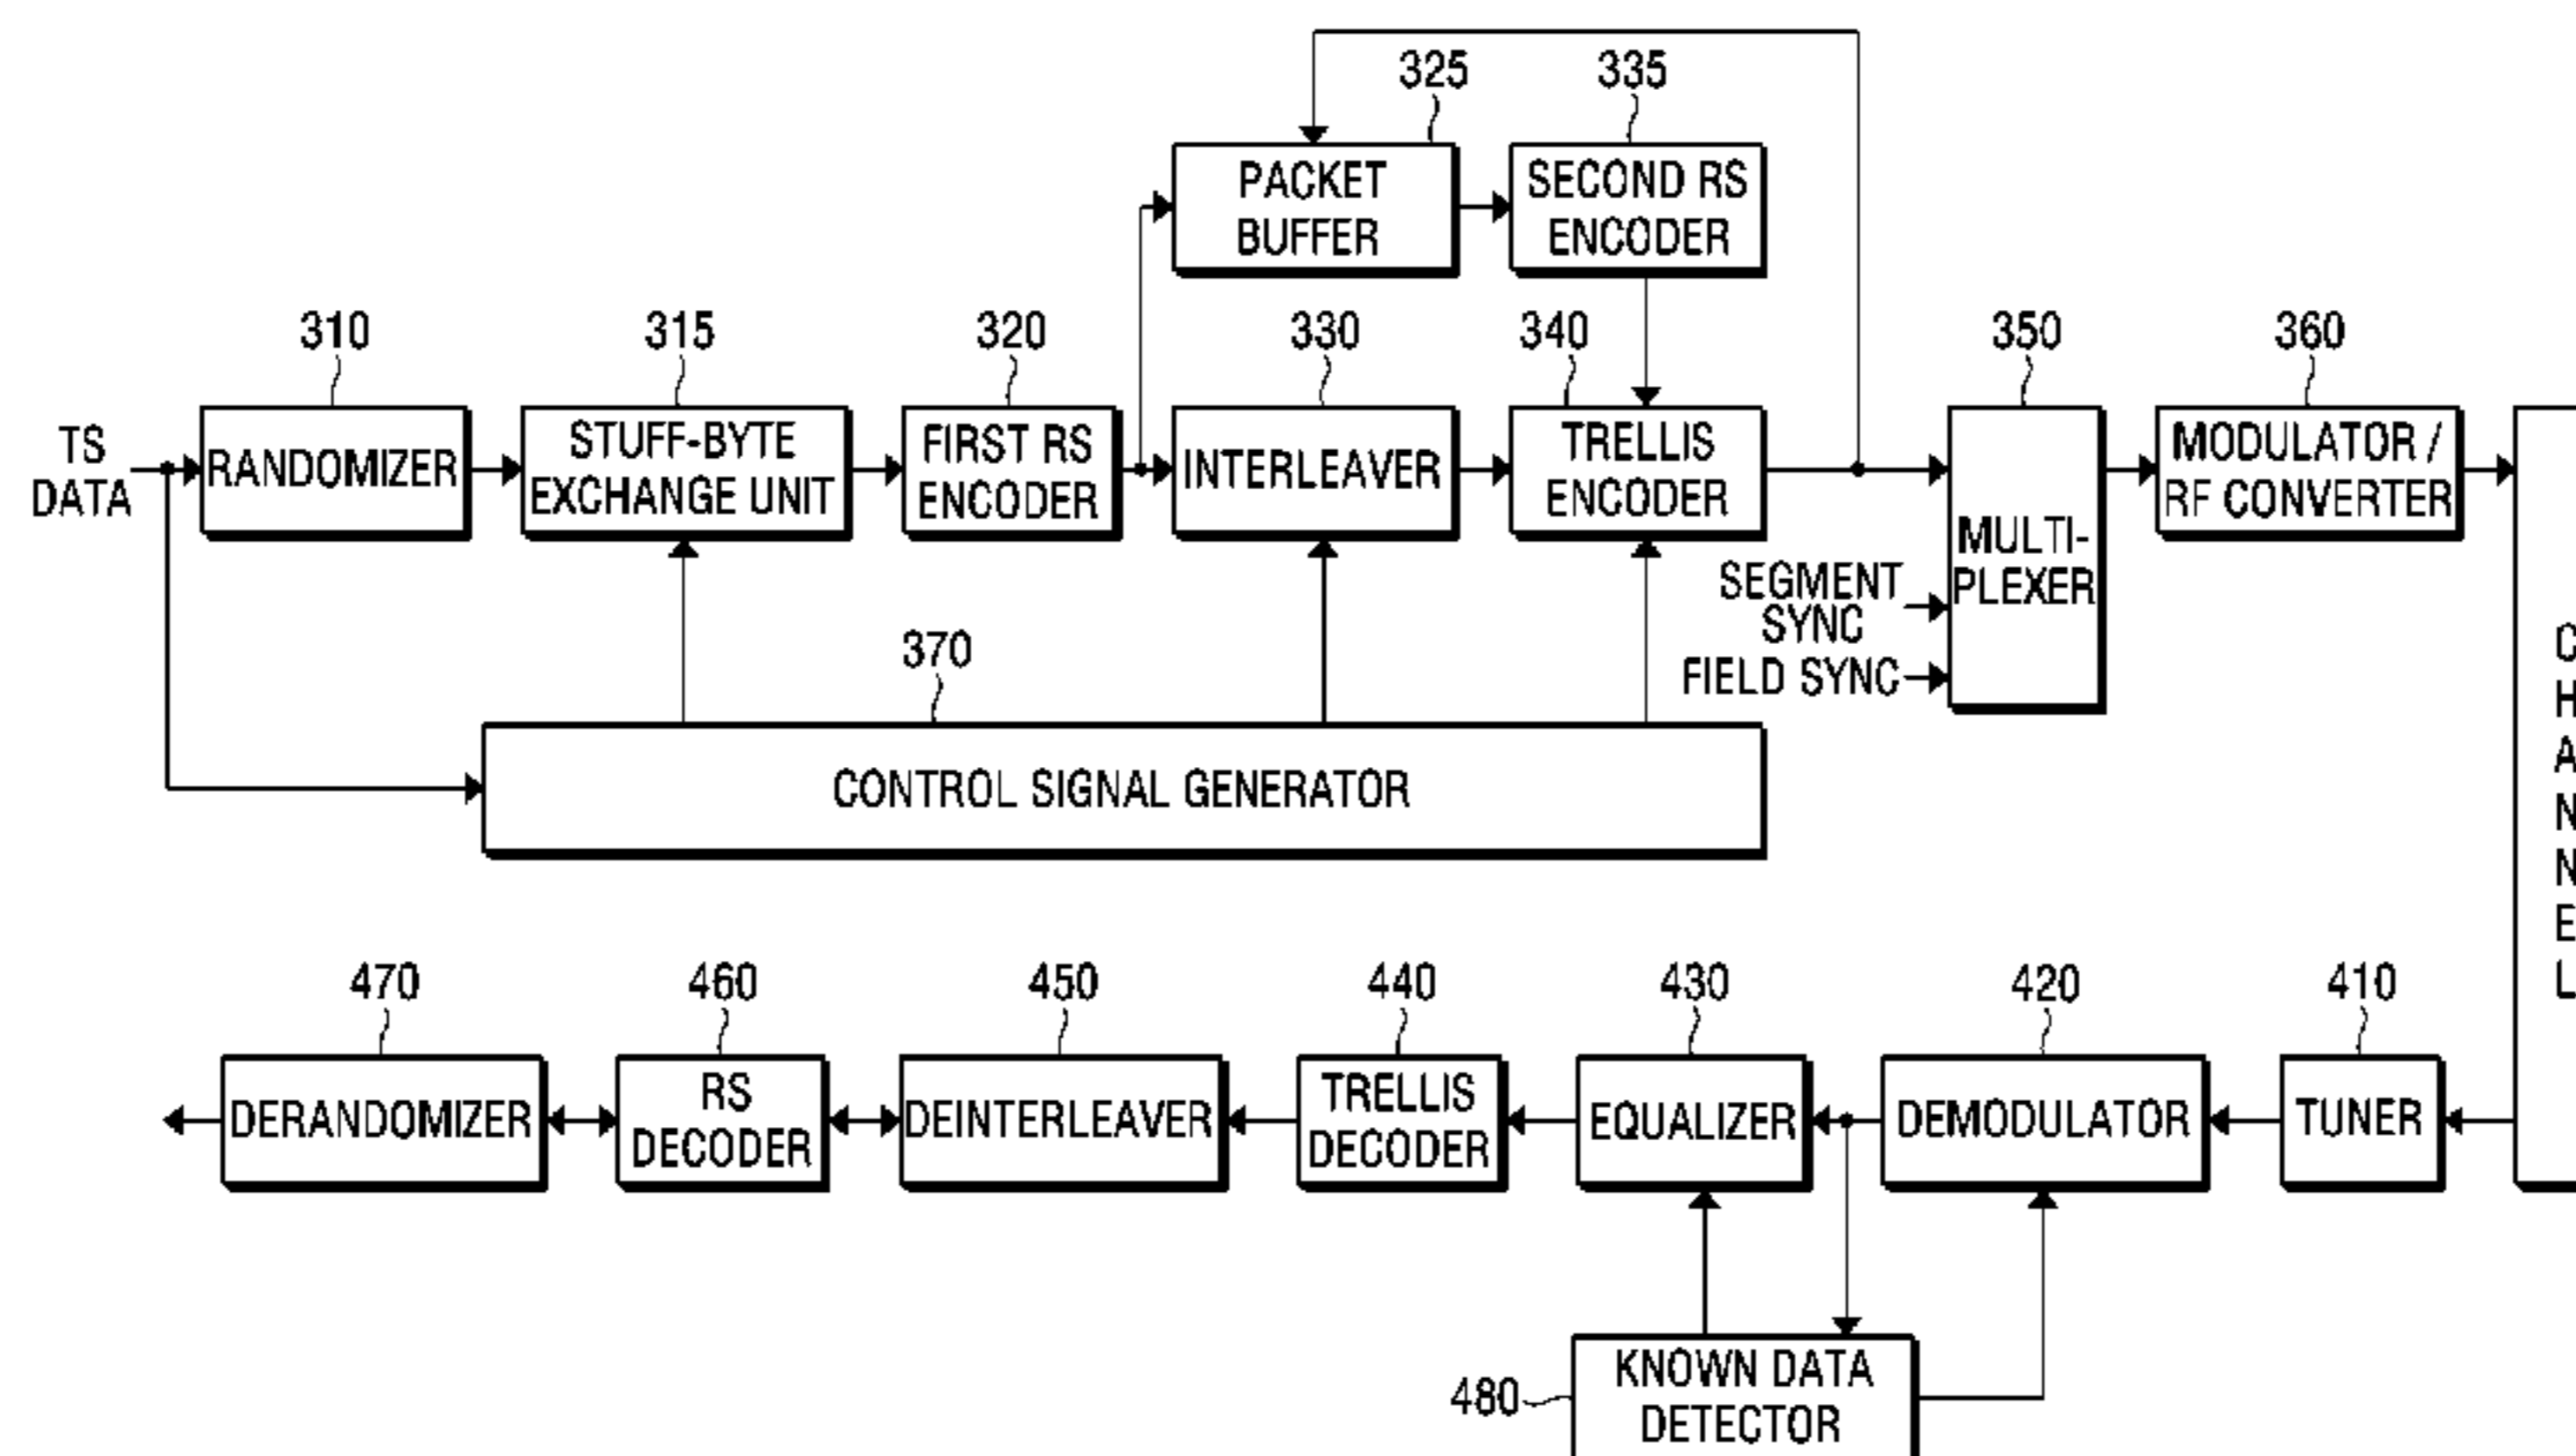 325
335
PACKET
BUFFER
SECOND RS
ENCODER
310
315
320
330
340
350
360
TS
DATA
RANDOMIZER
STUFF-BYTE
EXCHANGE UNIT
FIRST RS
ENCODER
INTERLEAVER
TRELLIS
ENCODER
MULTI-
PLEXER
MODULATOR /
RF CONVERTER
SEGMENT
SYNC
FIELD SYNC
370
CONTROL SIGNAL GENERATOR
C
H
A
N
N
E
L
470
460
450
440
430
420
410
DERANDOMIZER
RS
DECODER
DEINTERLEAVER
TRELLIS
DECODER
EQUALIZER
DEMODULATOR
TUNER
480
KNOWN DATA
DETECTOR